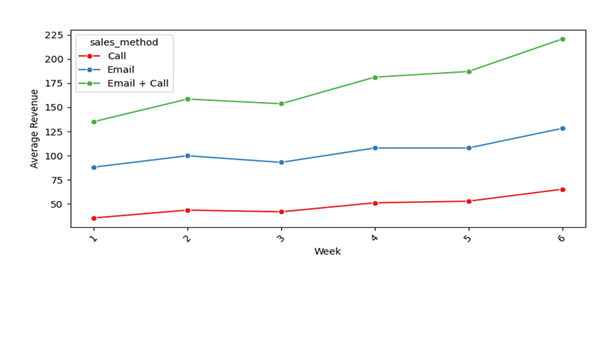 225
200
175
150
125
100
75
50
Average Revenue
sales_method
Call
Email
Email + Call
1 2 3 4 5 6
Week